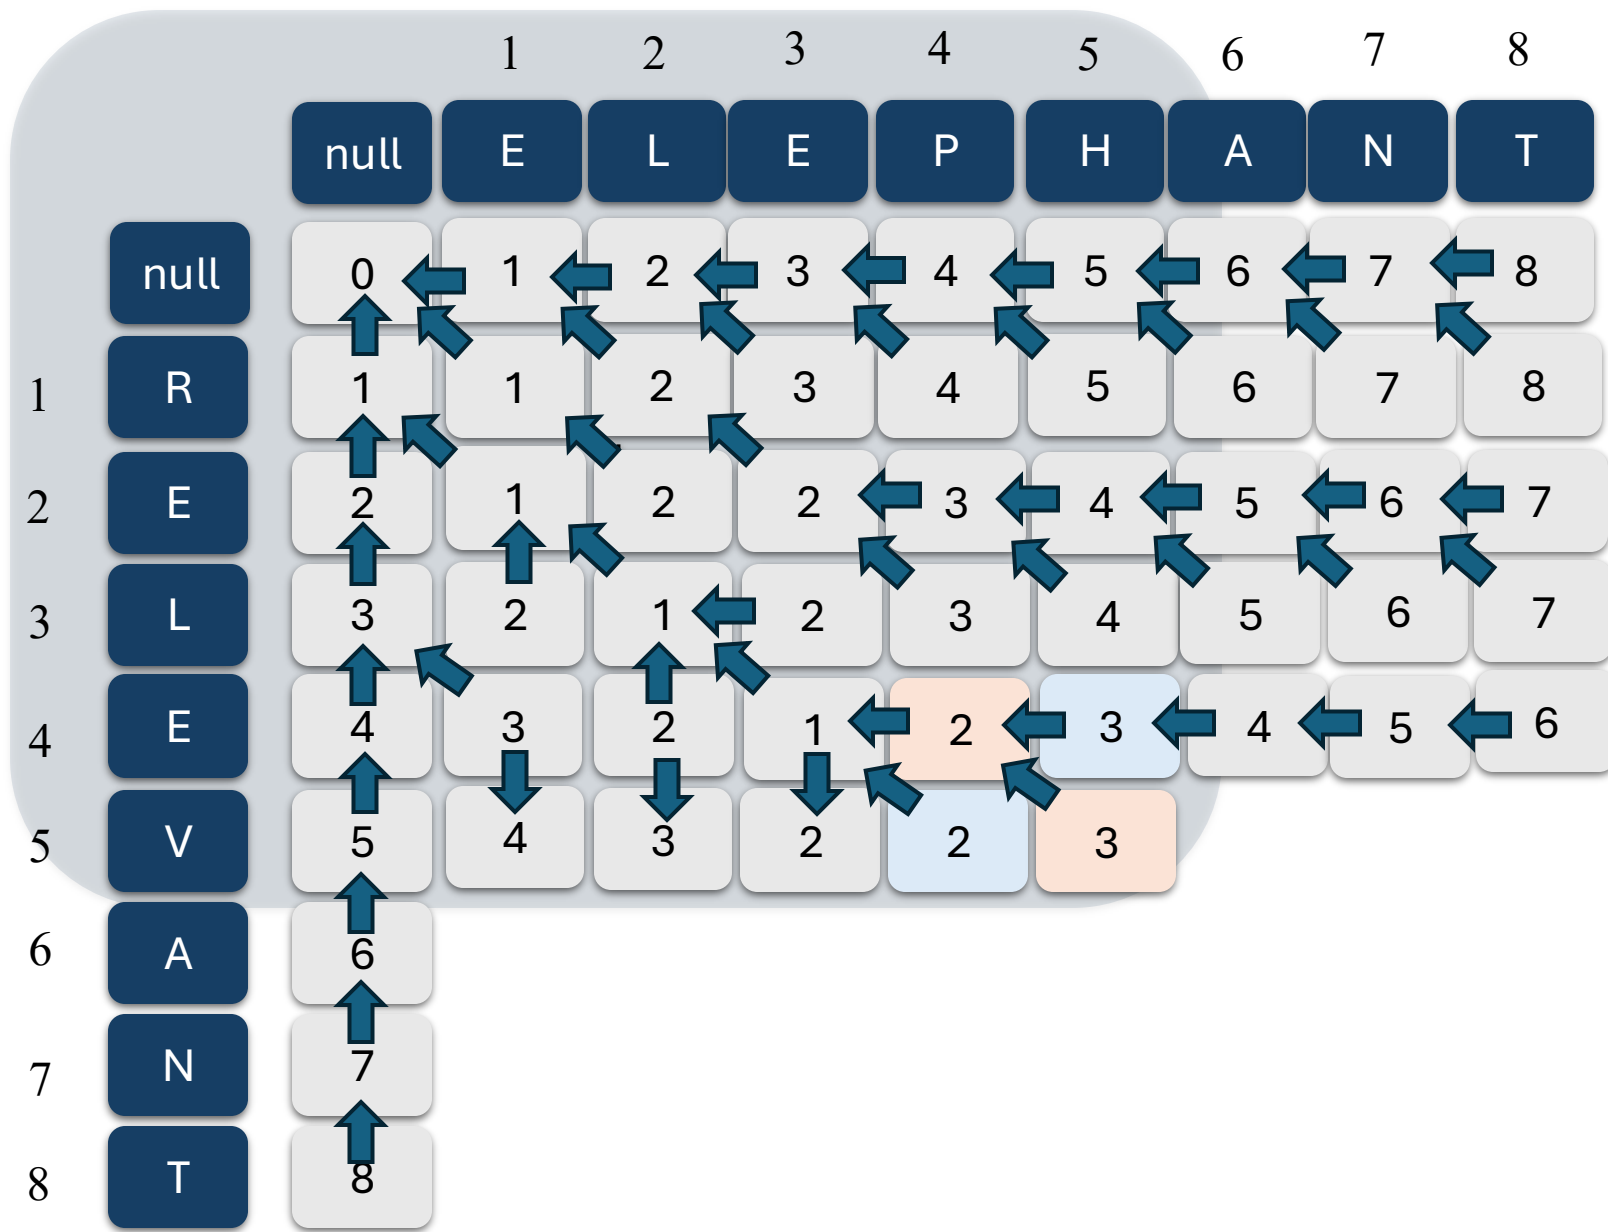 1 2 3 4 5 6 7 8
null E L E P H A N T
null 0 1 2 3 4 5 6 7 8
1 R 1 1 2 3 4 5 6 7 8
2 E 2 1 2 2 3 4 5 6 7
3 L 3 2 1 2 3 4 5 6 7
4 E 4 3 2 1 2 3 4 5 6
5 V 5 4 3 2 2 3
6 A 6
7 N 7
8 T 8